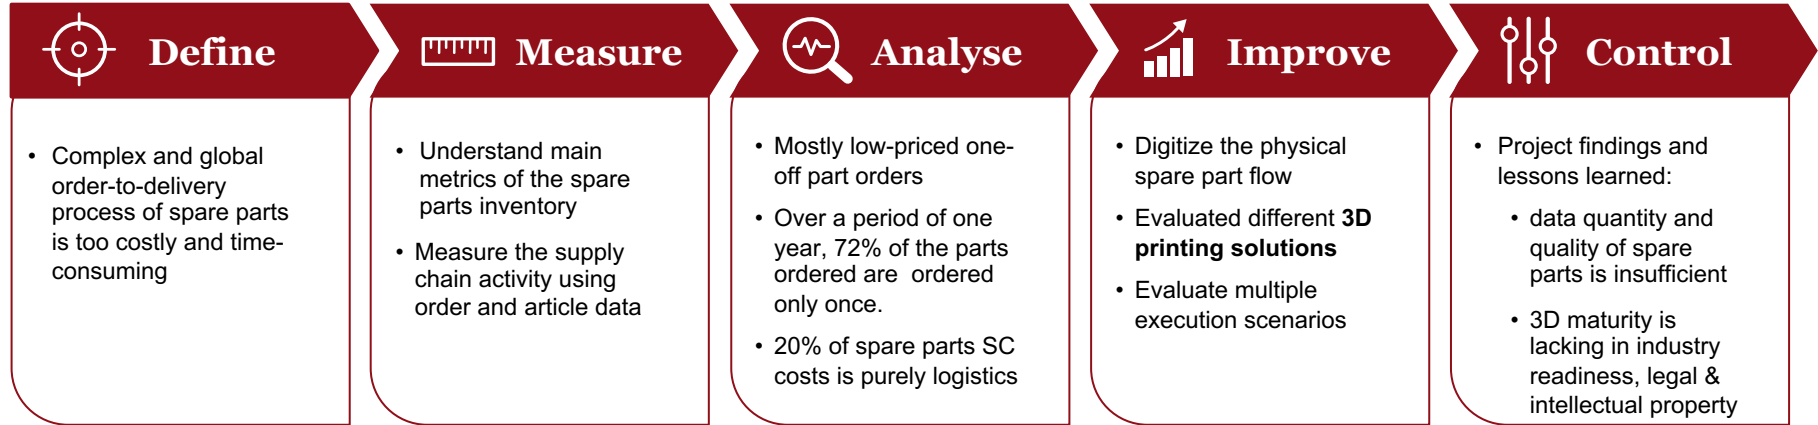 Define
• Complex and global
order-to-delivery
process of spare parts
is too costly and time-
consuming
Measure
• Understand main
metrics of the spare
parts inventory
• Measure the supply
chain activity using
order and article data
Analyse
• Mostly low-priced one-
off part orders
• Over a period of one
year, 72% of the parts
ordered are ordered
only once.
• 20% of spare parts SC
costs is purely logistics
Improve
• Digitize the physical
spare part flow
• Evaluated different 3D
printing solutions
• Evaluate multiple
execution scenarios
Control
• Project findings and
lessons learned:
• data quantity and
quality of spare
parts is insufficient
• 3D maturity is
lacking in industry
readiness, legal &
intellectual property